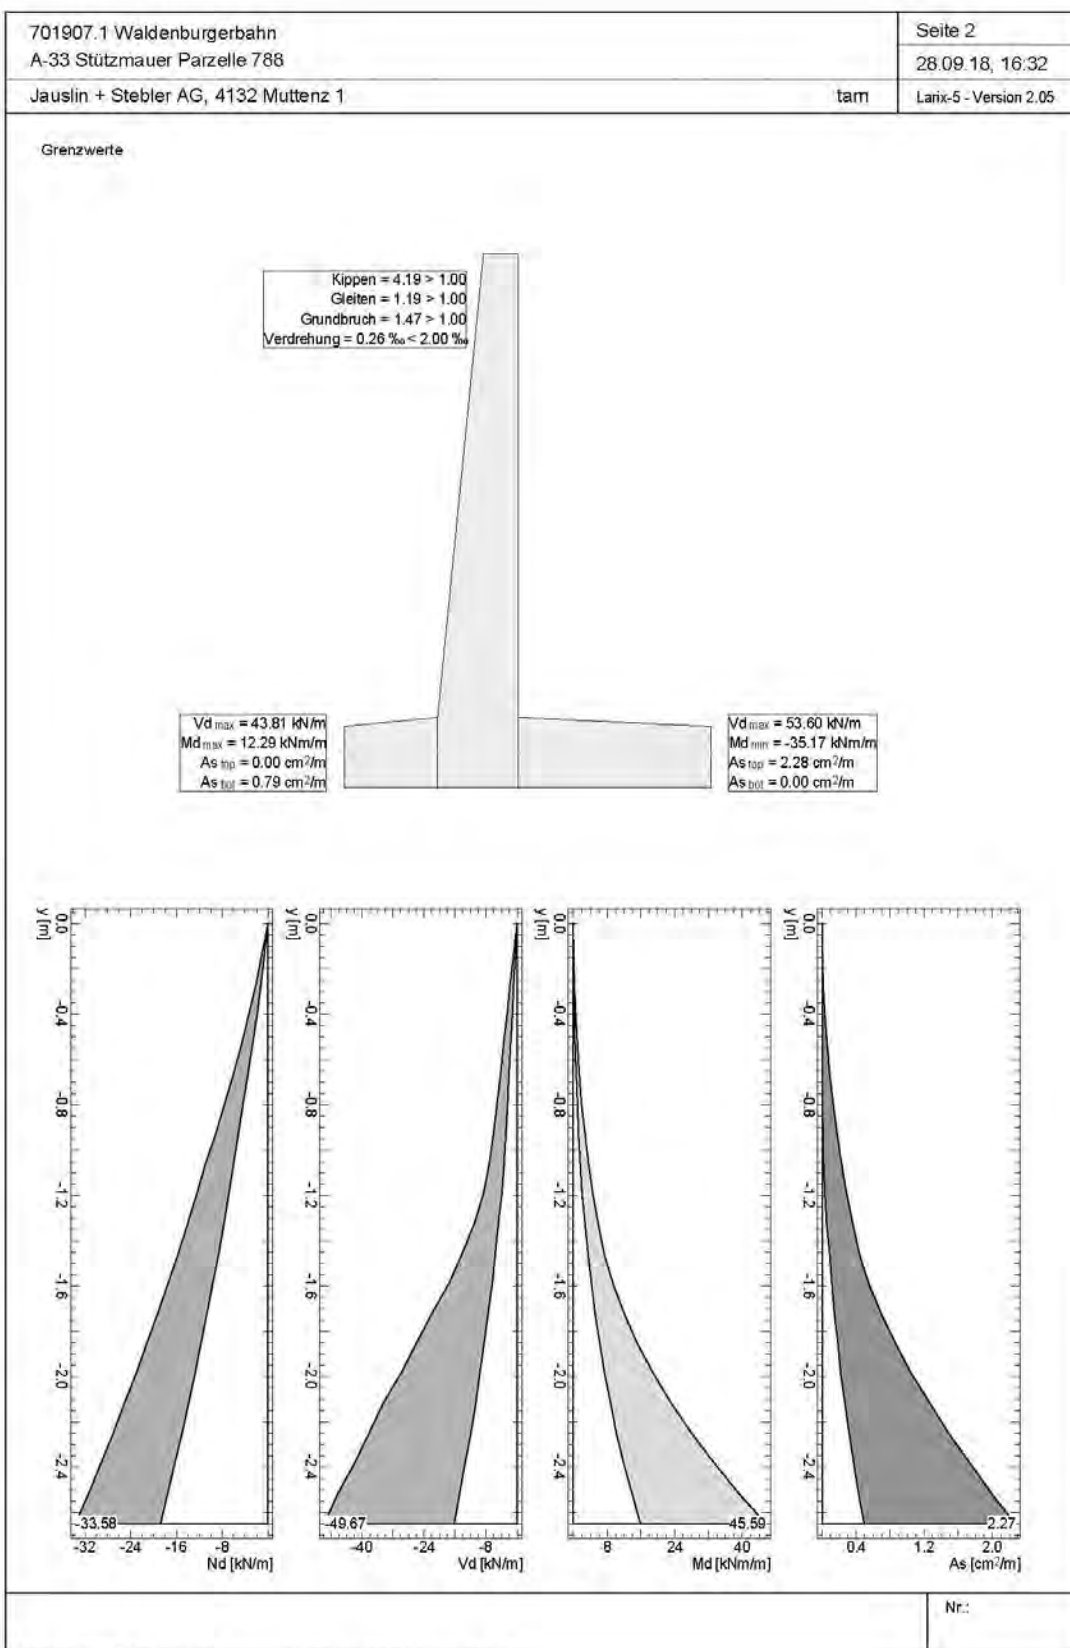 701907.1 Waldenburgerbahn
A-33 Stützmauer Parzelle 788
Seite 2
28.09.18, 16:32
Jauslin + Stebler AG, 4132 Muttenz 1
tam
Larix-5 - Version 2.05
Grenzwerte
Kippen = 4.19 > 1.00
Gleiten = 1.19 > 1.00
Grundbruch = 1.47 > 1.00
Verdrehung = 0.26 ‰ < 2.00 ‰
Vd max = 43.81 kN/m
Md max = 12.29 kNm/m
As top = 0.00 cm²/m
As bot = 0.79 cm²/m
Vd max = 53.60 kN/m
Md min = -35.17 kNm/m
As top = 2.28 cm²/m
As bot = 0.00 cm²/m
y [m]
0.0
-0.4
-0.8
-1.2
-1.6
-2.0
-2.4
-33.58
-32 -24 -16 -8
Nd [kN/m]
y [m]
0.0
-0.4
-0.8
-1.2
-1.6
-2.0
-2.4
-49.67
-40 -24 -8
Vd [kN/m]
y [m]
0.0
-0.4
-0.8
-1.2
-1.6
-2.0
-2.4
45.59
8 24 40
Md [kNm/m]
y [m]
0.0
-0.4
-0.8
-1.2
-1.6
-2.0
-2.4
2.27
0.4 1.2 2.0
As [cm²/m]
Nr.: